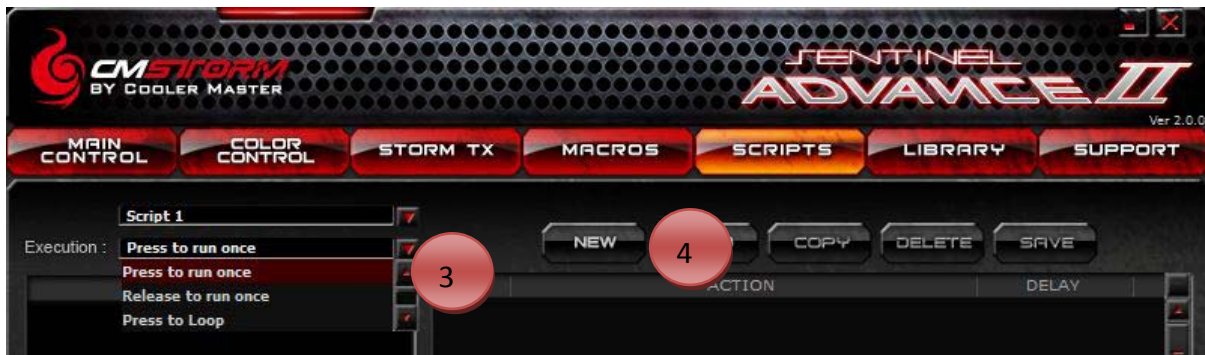 CMSTORM
BY COOLER MASTER
SENTINEL
ADVANCE II
Ver 2.0.0
MAIN CONTROL COLOR CONTROL STORM TX MACROS SCRIPTS LIBRARY SUPPORT
Script 1
Execution : Press to run once
NEW 4 COPY DELETE SAVE
Press to run once
3
ACTION DELAY
Release to run once
Press to Loop